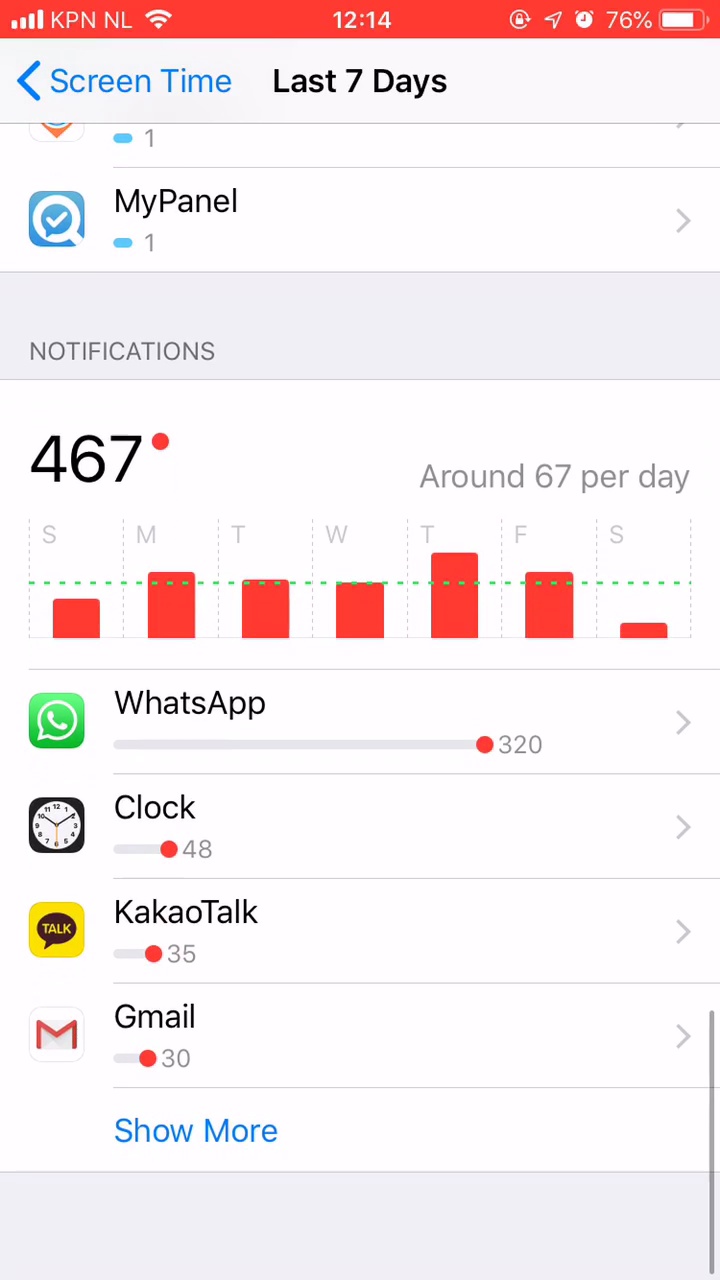 KPN NL 12:14 76%
Screen Time Last 7 Days
1
MyPanel
1
NOTIFICATIONS
467
Around 67 per day
S M T W T F S
WhatsApp
320
Clock
48
KakaoTalk
TALK
35
Gmail
30
Show More